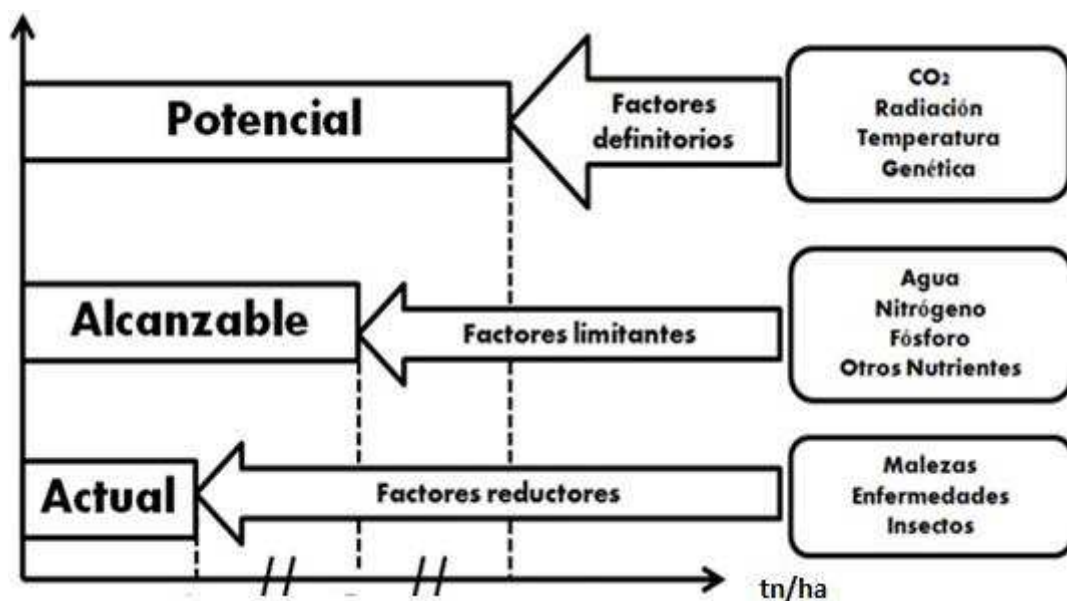 Potencial
Factores
definitorios
CO₂
Radiación
Temperatura
Genética
Alcanzable
Factores limitantes
Agua
Nitrógeno
Fósforo
Otros Nutrientes
Actual
Factores reductores
Malezas
Enfermedades
Insectos
tn/ha